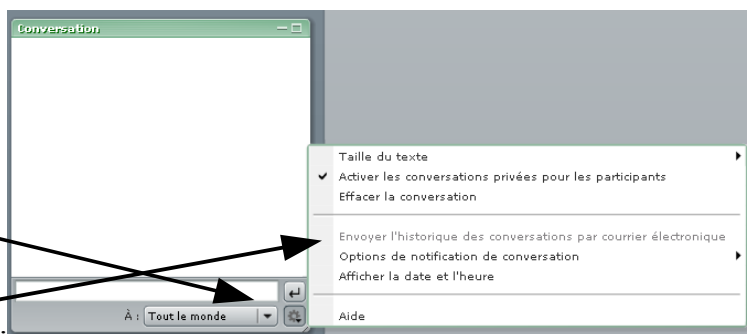 Conversation
À : Tout le monde
Taille du texte
Activer les conversations privées pour les participants
Effacer la conversation
Envoyer l'historique des conversations par courrier électronique
Options de notification de conversation
Afficher la date et l'heure
Aide